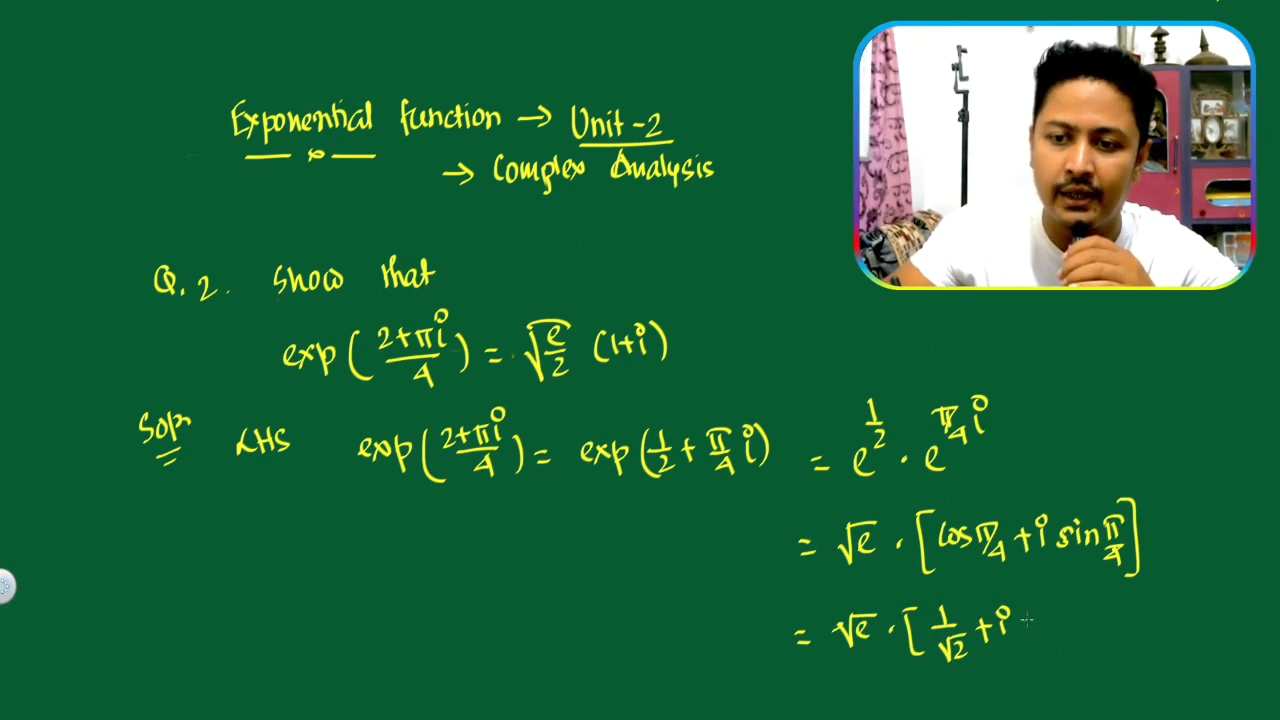 Exponential function → Unit-2
→ Complex Analysis
Q.2. Show that
exp(2+πi/4) = √e/2 (1+i)
Soln LHS exp(2+πi/4) = exp(1/2 + π/4 i) = e^1/2 · e^π/4 i
= √e · [cos π/4 + i sin π/4]
= √e · [1/√2 + i